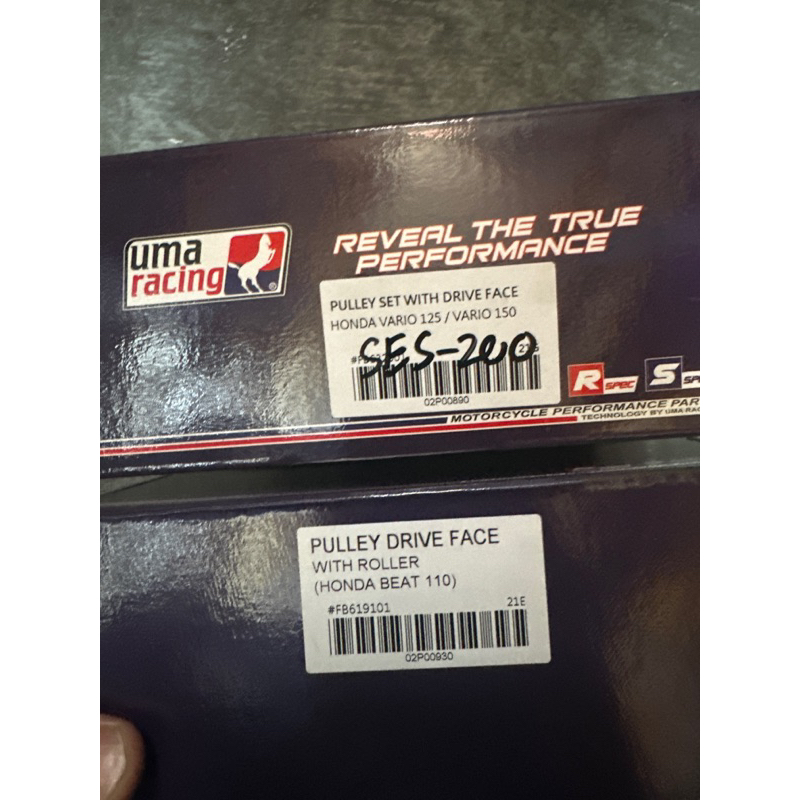 uma
racing
®
REVEAL THE TRUE
PERFORMANCE
PULLEY SET WITH DRIVE FACE
HONDA VARIO 125 / VARIO 150
SES-200
02P00890
R SPEC
S
MOTORCYCLE PERFORMANCE PAR
TECHNOLOGY BY UMA RAC
PULLEY DRIVE FACE
WITH ROLLER
(HONDA BEAT 110)
#FB619101 21E
02P00930